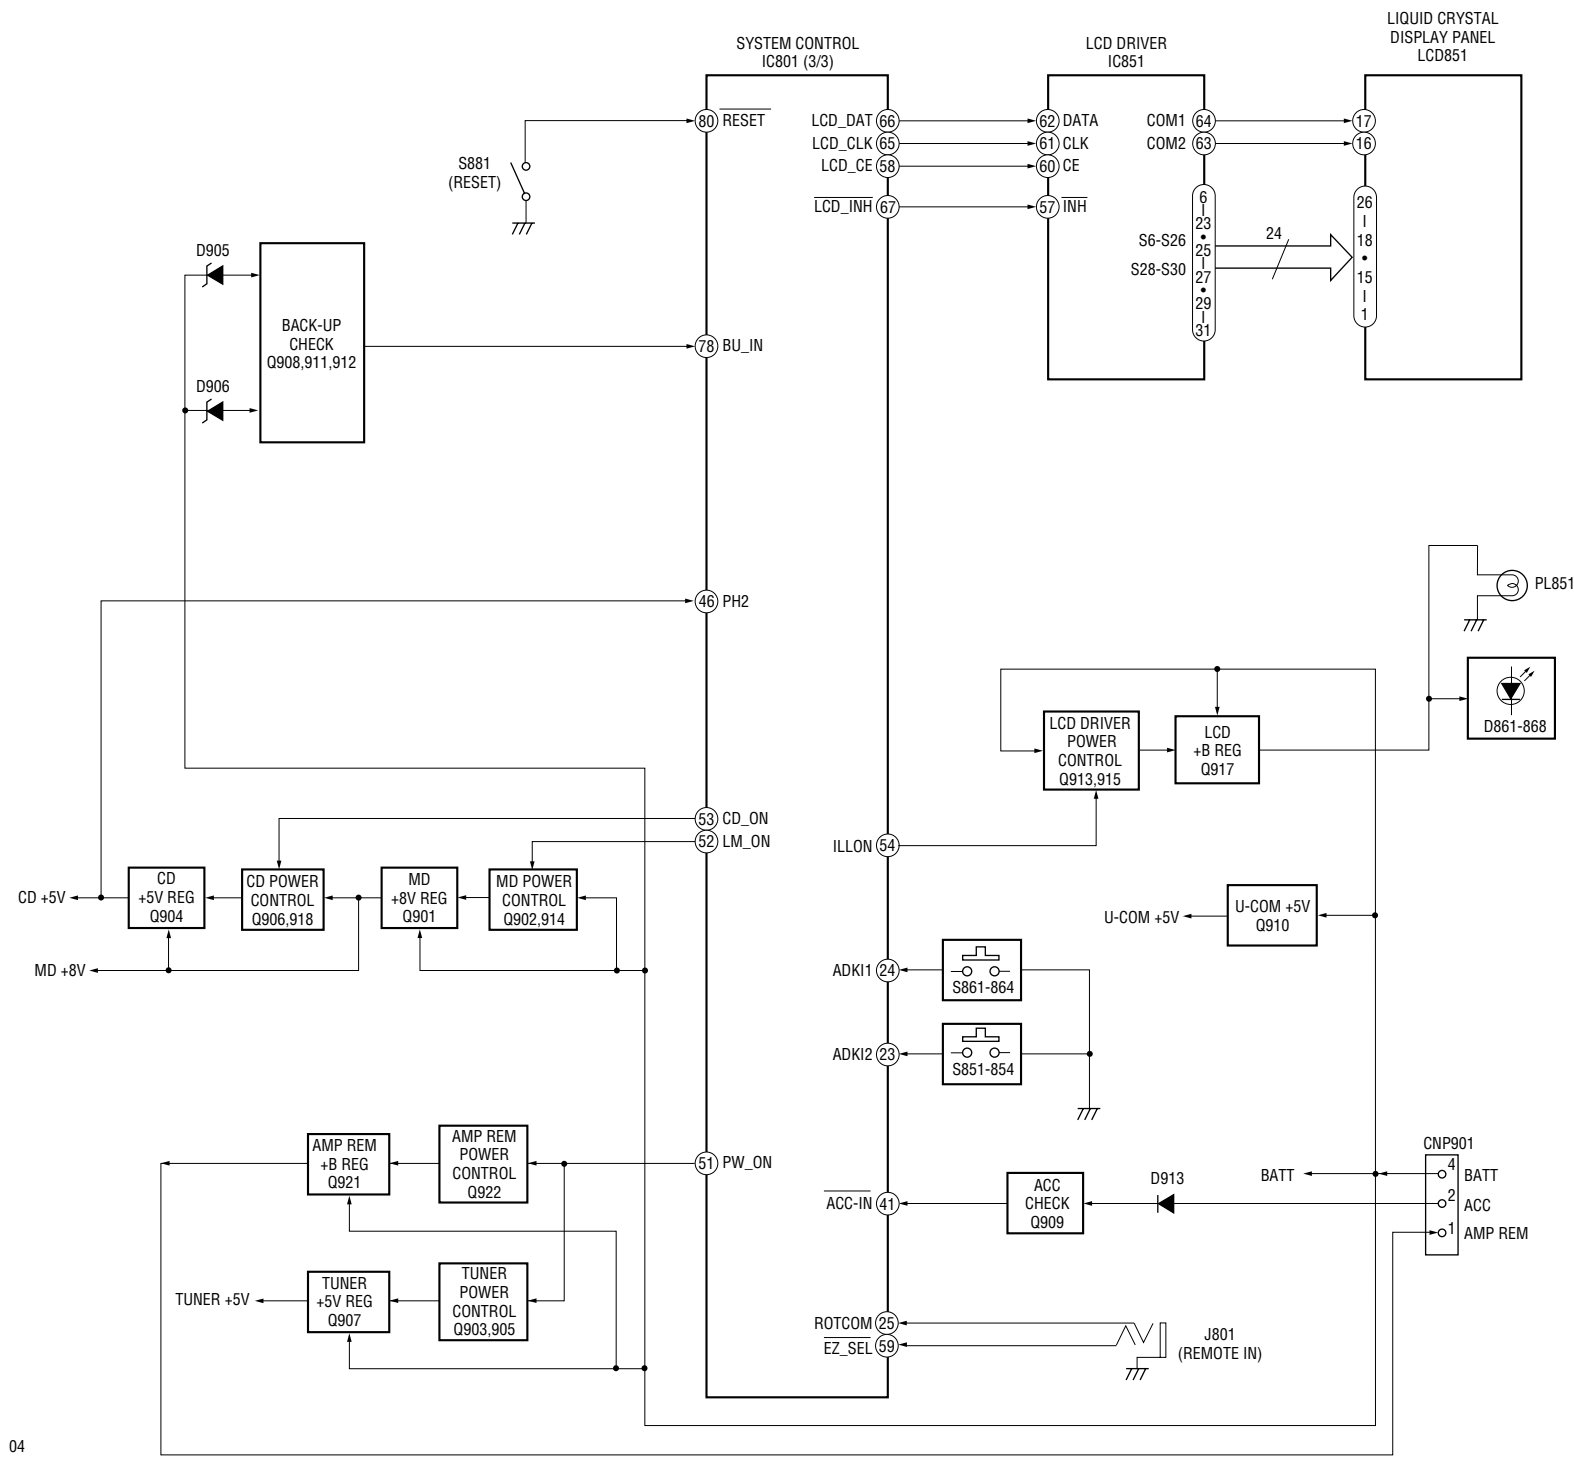 SYSTEM CONTROL
IC801 (3/3)
LCD DRIVER
IC851
LIQUID CRYSTAL
DISPLAY PANEL
LCD851
80 RESET
LCD_DAT 66
62 DATA
COM1 64
17
LCD_CLK 65
61 CLK
COM2 63
16
LCD_CE 58
60 CE
LCD_INH 67
57 INH
S881
(RESET)
6
23
25
27
29
31
S6-S26
S28-S30
24
26
18
15
1
D905
D906
BACK-UP
CHECK
Q908,911,912
78 BU_IN
46 PH2
PL851
D861-868
LCD DRIVER
POWER
CONTROL
Q913,915
LCD
+B REG
Q917
53 CD_ON
52 LM_ON
ILLON 54
CD +5V
CD
+5V REG
Q904
CD POWER
CONTROL
Q906,918
MD
+8V REG
Q901
MD POWER
CONTROL
Q902,914
MD +8V
U-COM +5V
U-COM +5V
Q910
ADKI1 24
S861-864
ADKI2 23
S851-854
AMP REM
+B REG
Q921
AMP REM
POWER
CONTROL
Q922
51 PW_ON
ACC-IN 41
ACC
CHECK
Q909
D913
BATT
CNP901
4 BATT
2 ACC
1 AMP REM
TUNER +5V
TUNER
+5V REG
Q907
TUNER
POWER
CONTROL
Q903,905
ROTCOM 25
EZ_SEL 59
J801
(REMOTE IN)
04